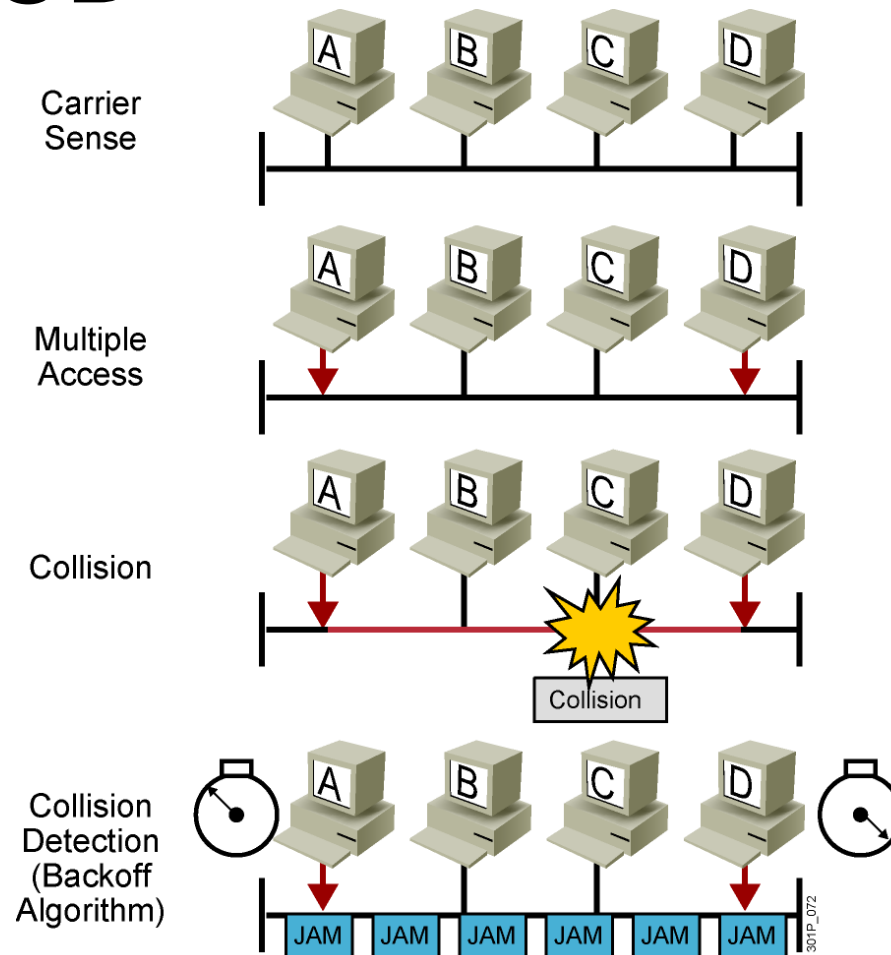 A B C D
Carrier
Sense
A B C D
Multiple
Access
A B C D
Collision
Collision
A B C D
Collision
Detection
(Backoff
Algorithm)
JAM JAM JAM JAM JAM JAM
301P_072